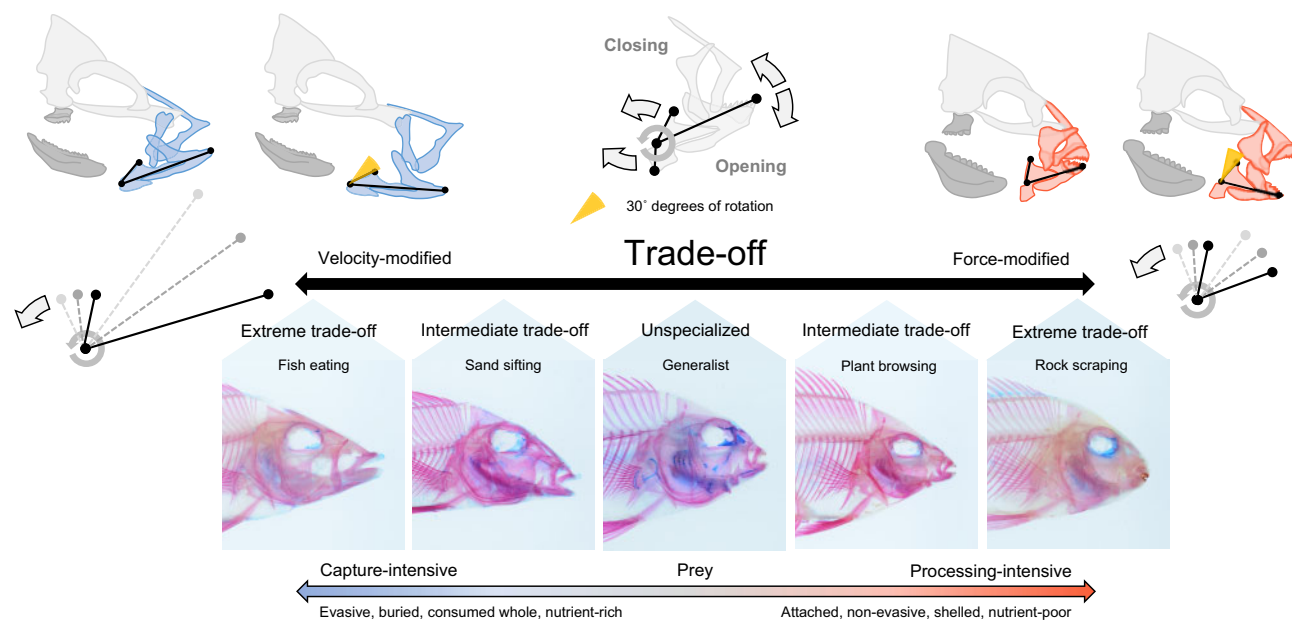 Closing
Opening
30° degrees of rotation
Velocity-modified
Trade-off
Force-modified
Extreme trade-off
Intermediate trade-off
Unspecialized
Intermediate trade-off
Extreme trade-off
Fish eating
Sand sifting
Generalist
Plant browsing
Rock scraping
Capture-intensive
Prey
Processing-intensive
Evasive, buried, consumed whole, nutrient-rich
Attached, non-evasive, shelled, nutrient-poor